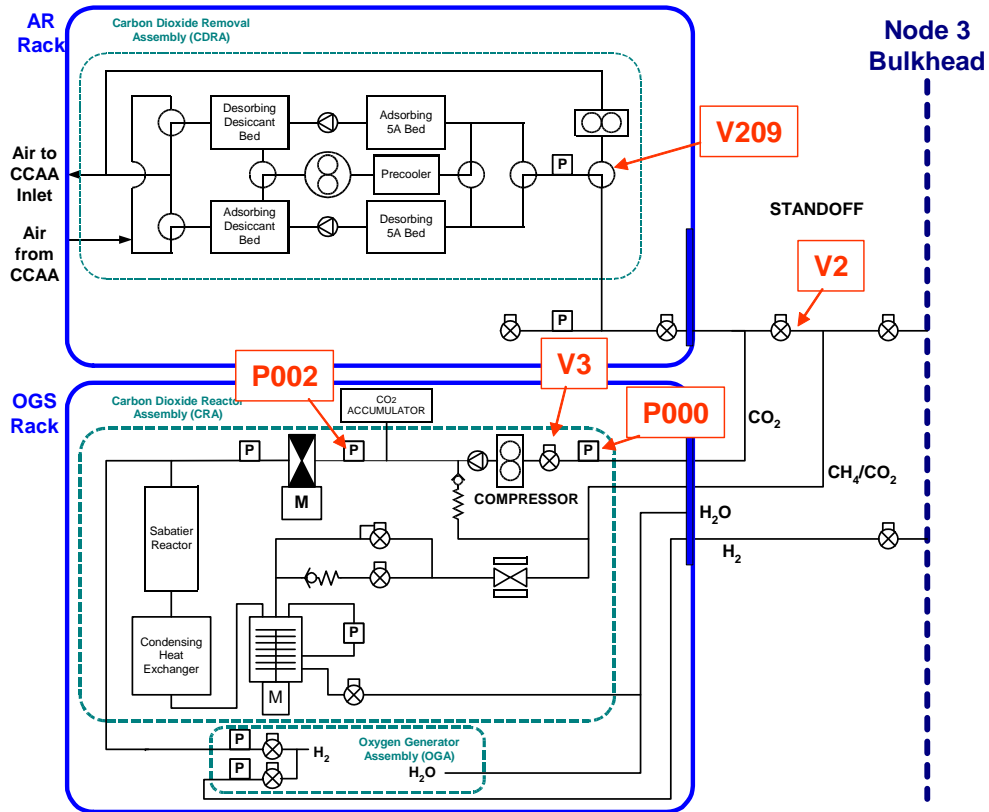 AR
Rack
Carbon Dioxide Removal
Assembly (CDRA)
Node 3
Bulkhead
Desorbing
Desiccant
Bed
Adsorbing
5A Bed
V209
Air to
CCAA
Inlet
Precooler
P
Air
from
CCAA
Adsorbing
Desiccant
Bed
Desorbing
5A Bed
STANDOFF
V2
P
V3
P002
P000
OGS
Rack
Carbon Dioxide Reactor
Assembly (CRA)
CO2
ACCUMULATOR
CO2
P
P
P
M
COMPRESSOR
CH4/CO2
H2O
H2
Sabatier
Reactor
Condensing
Heat
Exchanger
P
M
P
H2
Oxygen Generator
Assembly (OGA)
P
H2O